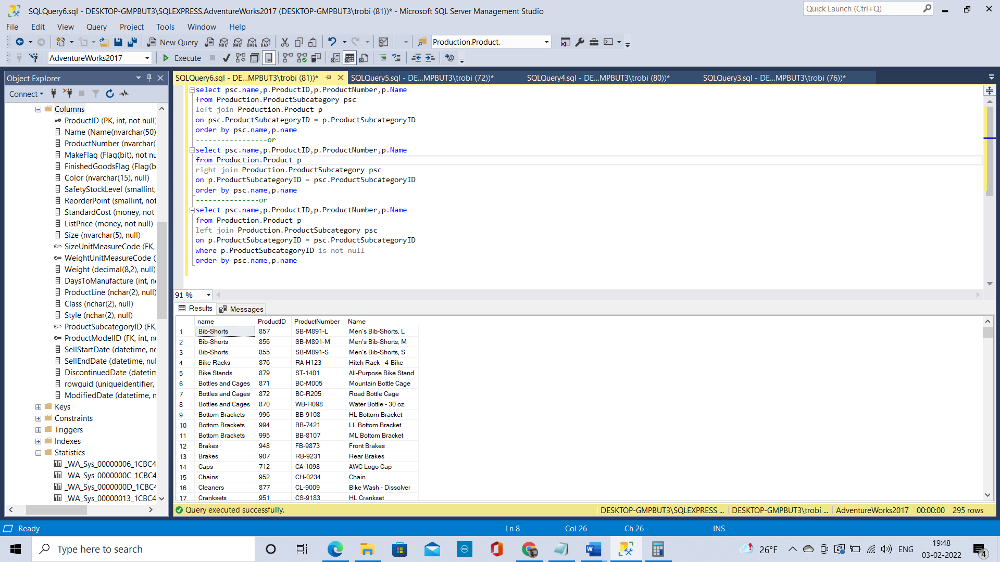 SQLQuery6.sql - DESKTOP-GMPBUT3\SQLEXPRESS.AdventureWorks2017 (DESKTOP-GMPBUT3\trobi (81))* - Microsoft SQL Server Management Studio
Quick Launch (Ctrl+Q)
File Edit View Query Project Tools Window Help
New Query
MDX DMX XMLA DAX
Production.Product.
AdventureWorks2017
Execute
Object Explorer
SQLQuery6.sql - DE...MPBUT3\trobi (81))*
SQLQuery5.sql - DE...MPBUT3\trobi (72))*
SQLQuery4.sql - DE...MPBUT3\trobi (80))*
SQLQuery3.sql - DE...MPBUT3\trobi (76))*
Connect
Columns
ProductID (PK, int, not null)
Name (Name(nvarchar(50)
ProductNumber (nvarchar(
MakeFlag (Flag(bit), not nu
FinishedGoodsFlag (Flag(b
Color (nvarchar(15), null)
SafetyStockLevel (smallint,
ReorderPoint (smallint, not
StandardCost (money, not
ListPrice (money, not null)
Size (nvarchar(5), null)
SizeUnitMeasureCode (FK,
WeightUnitMeasureCode (
Weight (decimal(8,2), null)
DaysToManufacture (int, no
ProductLine (nchar(2), null)
Class (nchar(2), null)
Style (nchar(2), null)
ProductSubcategoryID (FK,
ProductModelID (FK, int, nu
SellStartDate (datetime, no
SellEndDate (datetime, nul
DiscontinuedDate (datetim
rowguid (uniqueidentifier,
ModifiedDate (datetime, n
Keys
Constraints
Triggers
Indexes
Statistics
_WA_Sys_00000006_1CBC4
_WA_Sys_0000000C_1CBC4
_WA_Sys_0000000D_1CBC4
_WA_Sys_00000013_1CBC4
select psc.name,p.ProductID,p.ProductNumber,p.Name
from Production.ProductSubcategory psc
left join Production.Product p
on psc.ProductSubcategoryID = p.ProductSubcategoryID
order by psc.name,p.name
-----------------or
select psc.name,p.ProductID,p.ProductNumber,p.Name
from Production.Product p
right join Production.ProductSubcategory psc
on p.ProductSubcategoryID = psc.ProductSubcategoryID
order by psc.name,p.name
---------------or
select psc.name,p.ProductID,p.ProductNumber,p.Name
from Production.Product p
left join Production.ProductSubcategory psc
on p.ProductSubcategoryID = psc.ProductSubcategoryID
where p.ProductSubcategoryID is not null
order by psc.name,p.name
91 %
Results Messages
name ProductID ProductNumber Name
1 Bib-Shorts 857 SB-M891-L Men's Bib-Shorts, L
2 Bib-Shorts 856 SB-M891-M Men's Bib-Shorts, M
3 Bib-Shorts 855 SB-M891-S Men's Bib-Shorts, S
4 Bike Racks 876 RA-H123 Hitch Rack - 4-Bike
5 Bike Stands 879 ST-1401 All-Purpose Bike Stand
6 Bottles and Cages 871 BC-M005 Mountain Bottle Cage
7 Bottles and Cages 872 BC-R205 Road Bottle Cage
8 Bottles and Cages 870 WB-H098 Water Bottle - 30 oz.
9 Bottom Brackets 996 BB-9108 HL Bottom Bracket
10 Bottom Brackets 994 BB-7421 LL Bottom Bracket
11 Bottom Brackets 995 BB-8107 ML Bottom Bracket
12 Brakes 948 FB-9873 Front Brakes
13 Brakes 907 RB-9231 Rear Brakes
14 Caps 712 CA-1098 AWC Logo Cap
15 Chains 952 CH-0234 Chain
16 Cleaners 877 CL-9009 Bike Wash - Dissolver
17 Cranksets 951 CS-9183 HL Crankset
Query executed successfully.
DESKTOP-GMPBUT3\SQLEXPRESS ... DESKTOP-GMPBUT3\trobi ... AdventureWorks2017 00:00:00 295 rows
Ready
Ln 8 Col 26 Ch 26 INS
Type here to search
26°F
ENG
19:48
03-02-2022
4